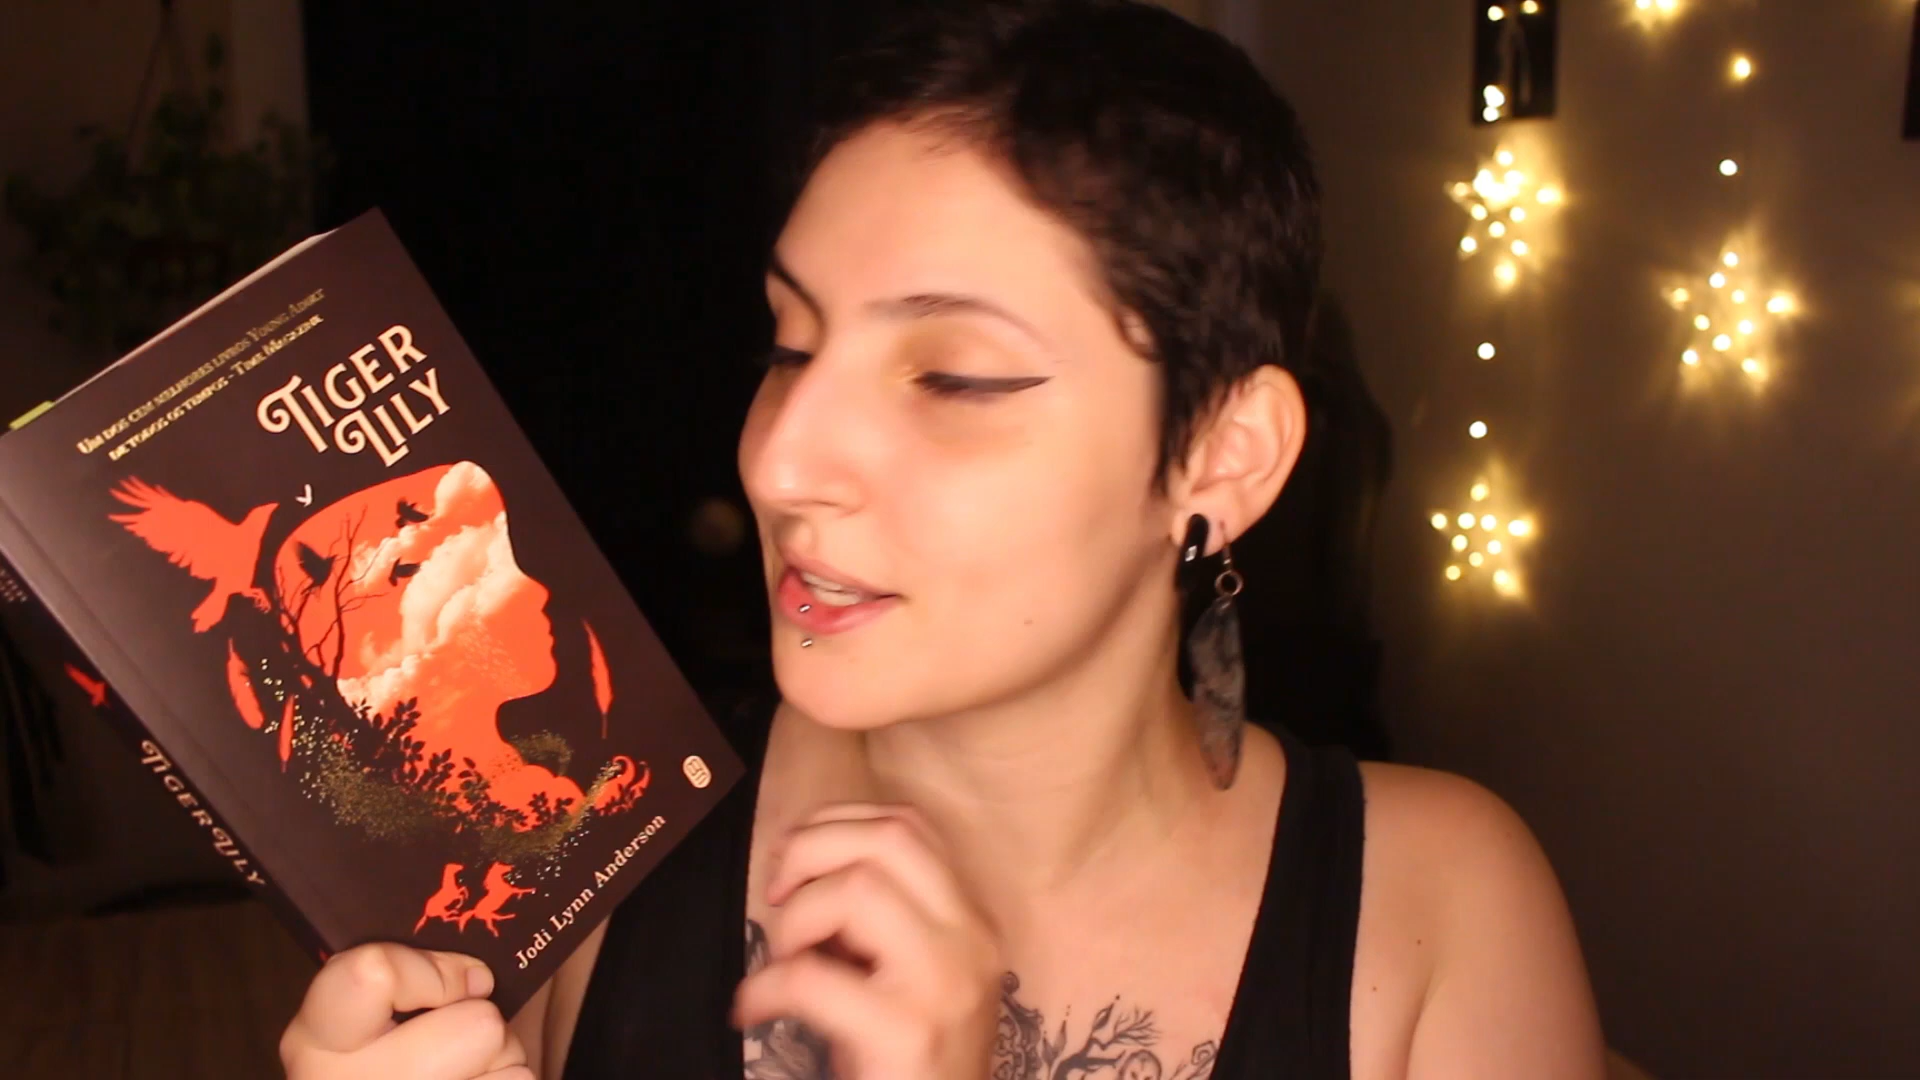 Um dos cem melhores livros Young Adult
de todos os tempos - Time Magazine
Tiger
Lily
Jodi Lynn Anderson
Tiger Lily